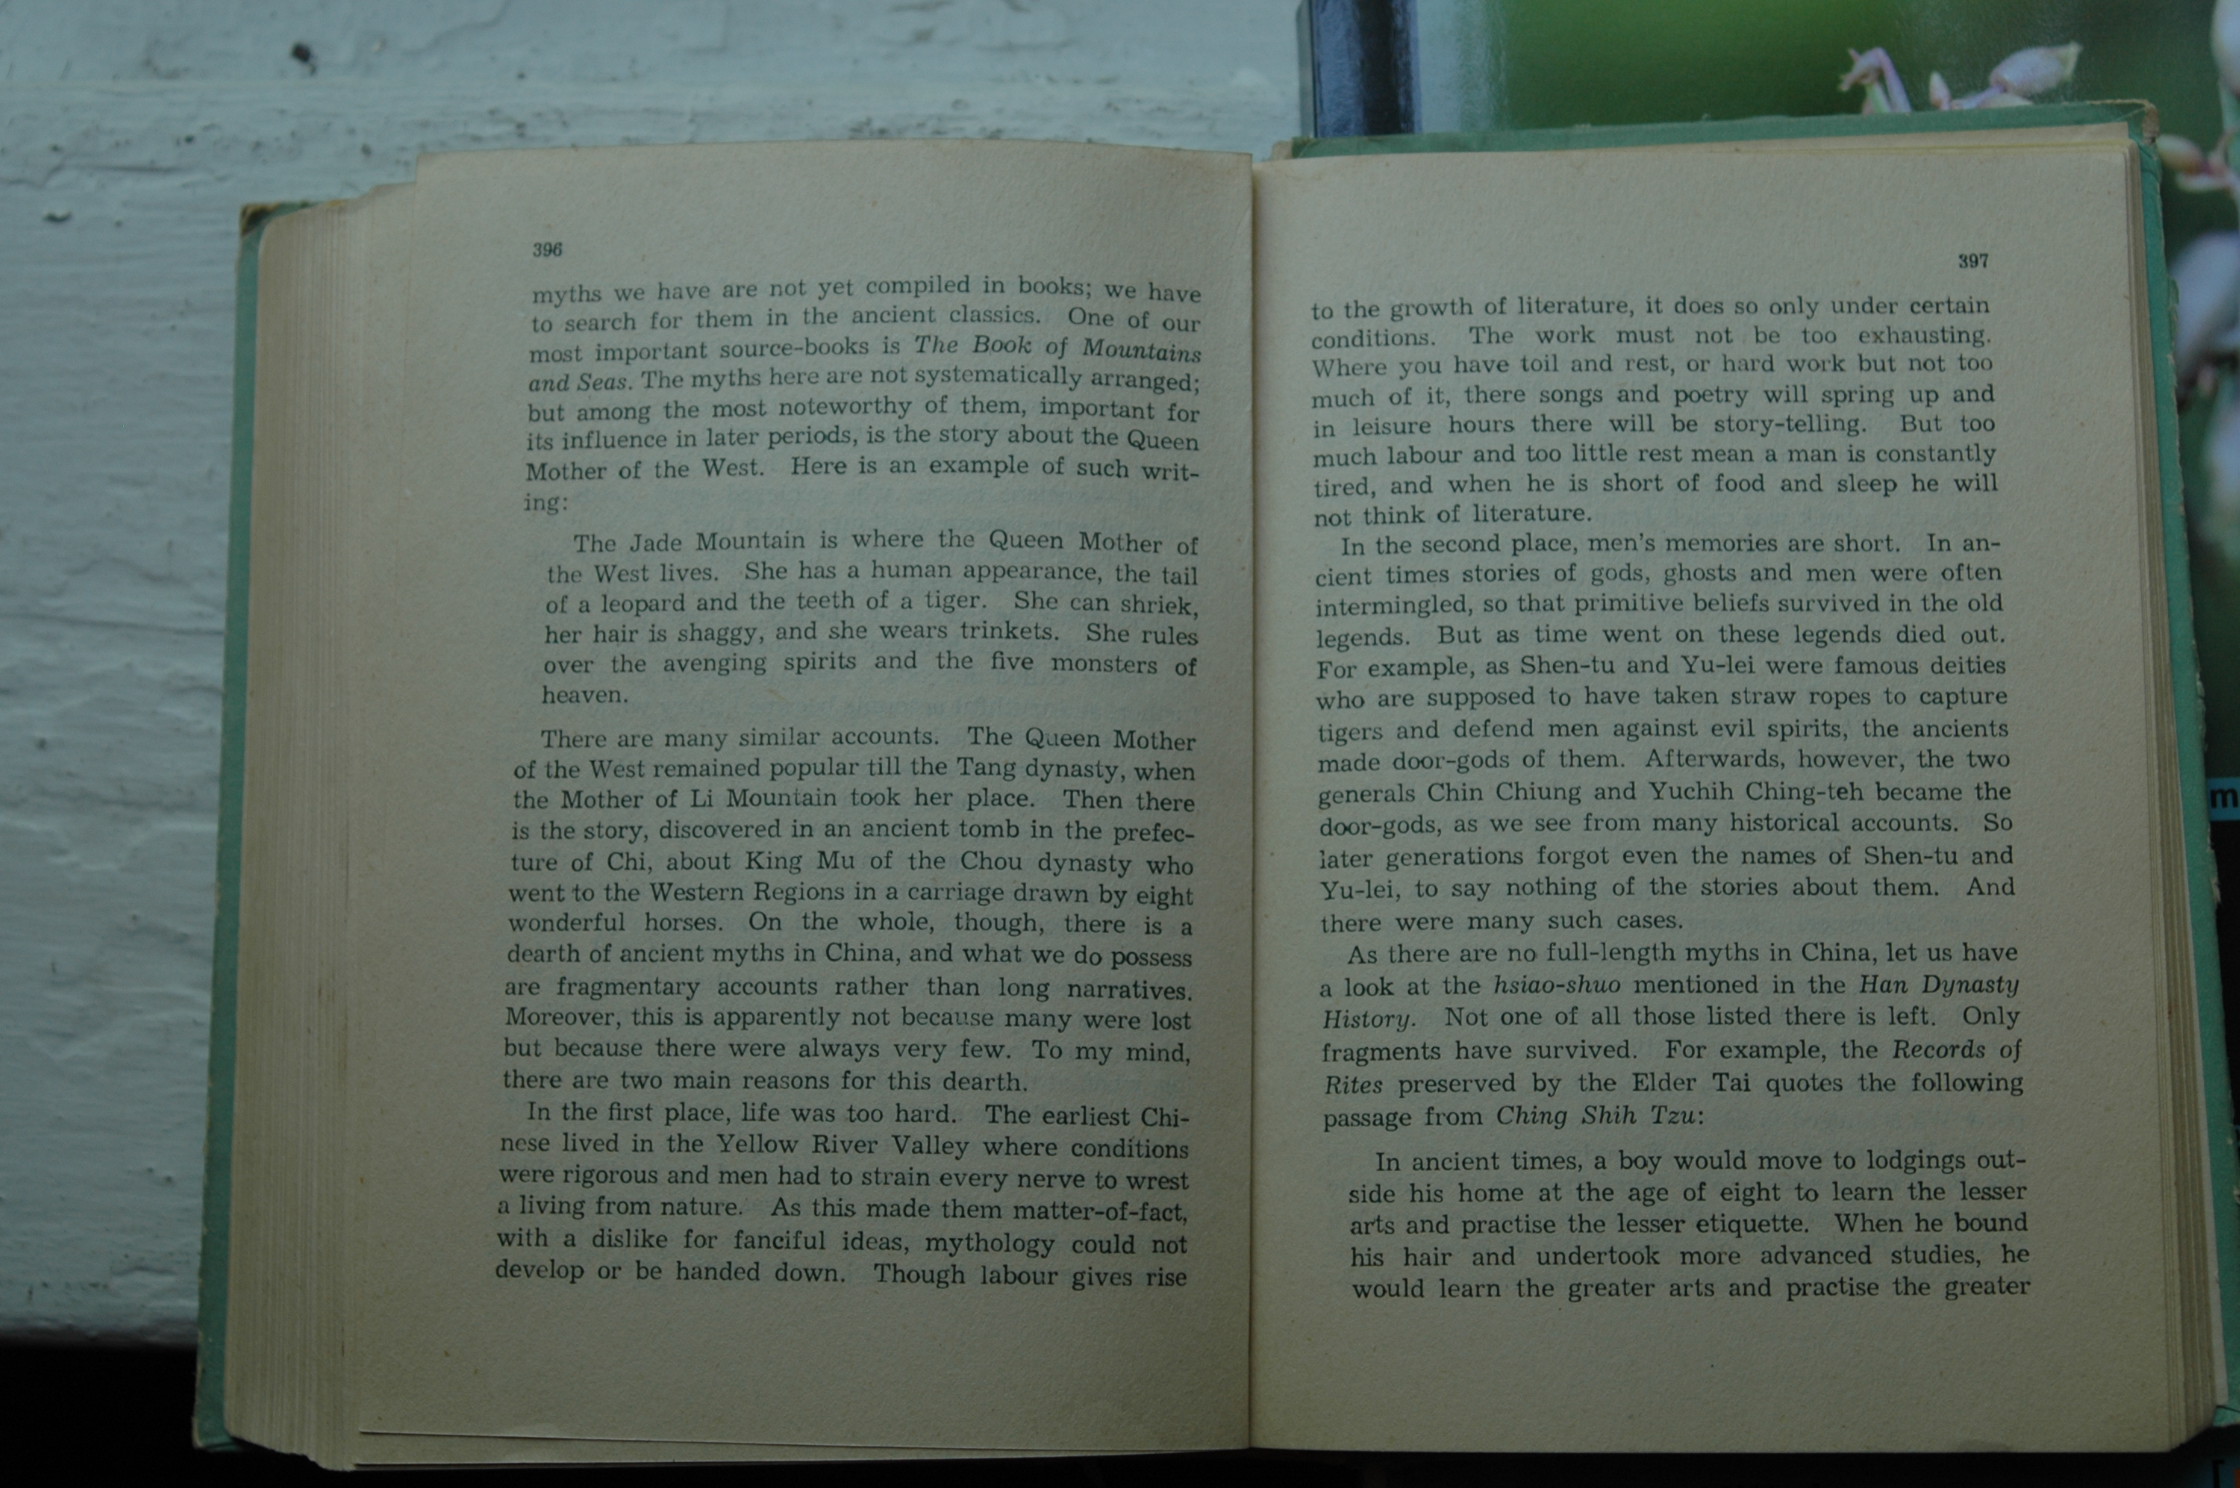 396
myths we have are not yet compiled in books; we have
to search for them in the ancient classics. One of our
most important source-books is The Book of Mountains
and Seas. The myths here are not systematically arranged;
but among the most noteworthy of them, important for
its influence in later periods, is the story about the Queen
Mother of the West. Here is an example of such writ-
ing:
The Jade Mountain is where the Queen Mother of
the West lives. She has a human appearance, the tail
of a leopard and the teeth of a tiger. She can shriek,
her hair is shaggy, and she wears trinkets. She rules
over the avenging spirits and the five monsters of
heaven.
There are many similar accounts. The Queen Mother
of the West remained popular till the Tang dynasty, when
the Mother of Li Mountain took her place. Then there
is the story, discovered in an ancient tomb in the prefec-
ture of Chi, about King Mu of the Chou dynasty who
went to the Western Regions in a carriage drawn by eight
wonderful horses. On the whole, though, there is a
dearth of ancient myths in China, and what we do possess
are fragmentary accounts rather than long narratives.
Moreover, this is apparently not because many were lost
but because there were always very few. To my mind,
there are two main reasons for this dearth.
In the first place, life was too hard. The earliest Chi-
nese lived in the Yellow River Valley where conditions
were rigorous and men had to strain every nerve to wrest
a living from nature. As this made them matter-of-fact,
with a dislike for fanciful ideas, mythology could not
develop or be handed down. Though labour gives rise
397
to the growth of literature, it does so only under certain
conditions. The work must not be too exhausting.
Where you have toil and rest, or hard work but not too
much of it, there songs and poetry will spring up and
in leisure hours there will be story-telling. But too
much labour and too little rest mean a man is constantly
tired, and when he is short of food and sleep he will
not think of literature.
In the second place, men's memories are short. In an-
cient times stories of gods, ghosts and men were often
intermingled, so that primitive beliefs survived in the old
legends. But as time went on these legends died out.
For example, as Shen-tu and Yu-lei were famous deities
who are supposed to have taken straw ropes to capture
tigers and defend men against evil spirits, the ancients
made door-gods of them. Afterwards, however, the two
generals Chin Chiung and Yuchih Ching-teh became the
door-gods, as we see from many historical accounts. So
later generations forgot even the names of Shen-tu and
Yu-lei, to say nothing of the stories about them. And
there were many such cases.
As there are no full-length myths in China, let us have
a look at the hsiao-shuo mentioned in the Han Dynasty
History. Not one of all those listed there is left. Only
fragments have survived. For example, the Records of
Rites preserved by the Elder Tai quotes the following
passage from Ching Shih Tzu:
In ancient times, a boy would move to lodgings out-
side his home at the age of eight to learn the lesser
arts and practise the lesser etiquette. When he bound
his hair and undertook more advanced studies, he
would learn the greater arts and practise the greater